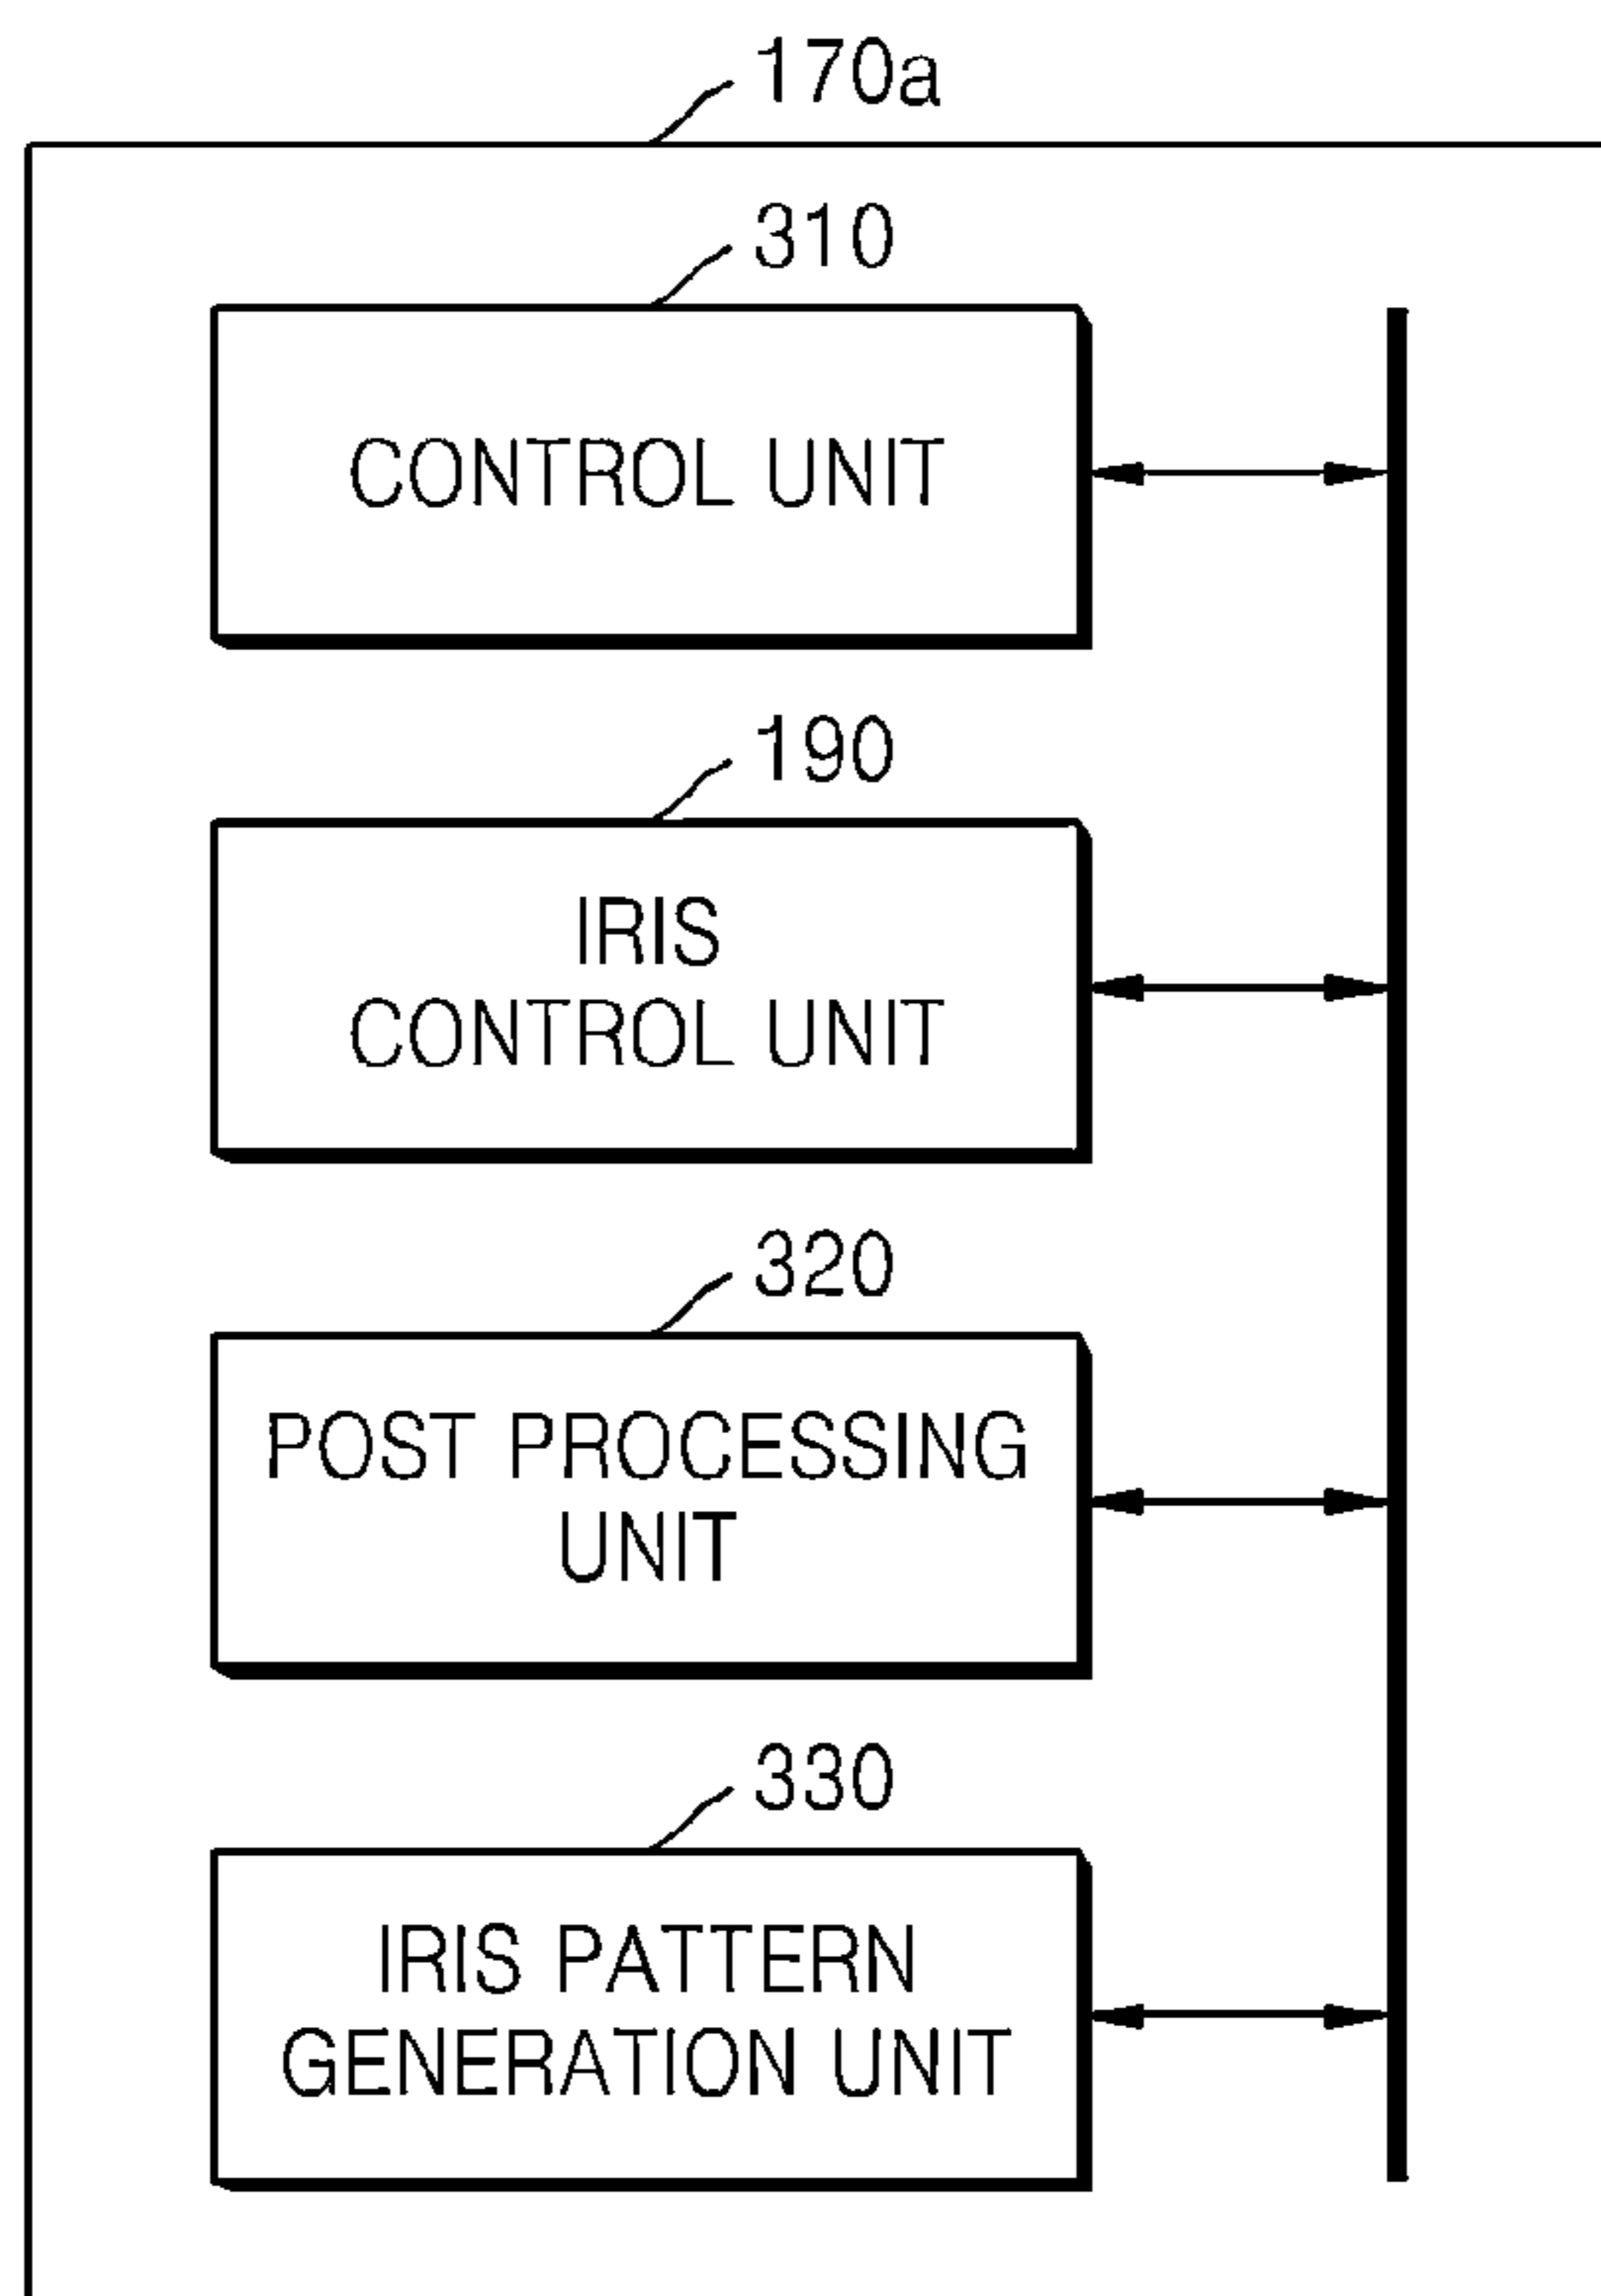 170a
310
CONTROL UNIT
190
IRIS
CONTROL UNIT
320
POST PROCESSING
UNIT
330
IRIS PATTERN
GENERATION UNIT